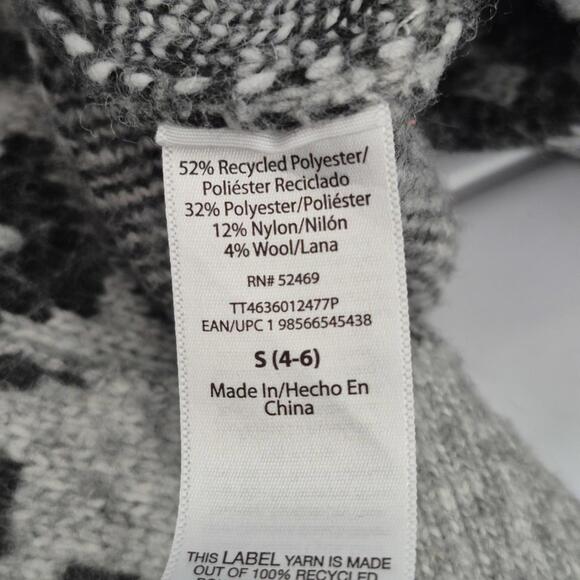 52% Recycled Polyester/
Poliéster Reciclado
32% Polyester/Poliéster
12% Nylon/Nilón
4% Wool/Lana
RN# 52469
TT4636012477P
EAN/UPC 1 98566545438
S (4-6)
Made In/Hecho En
China
THIS LABEL YARN IS MADE
OUT OF 100% RECYCLED